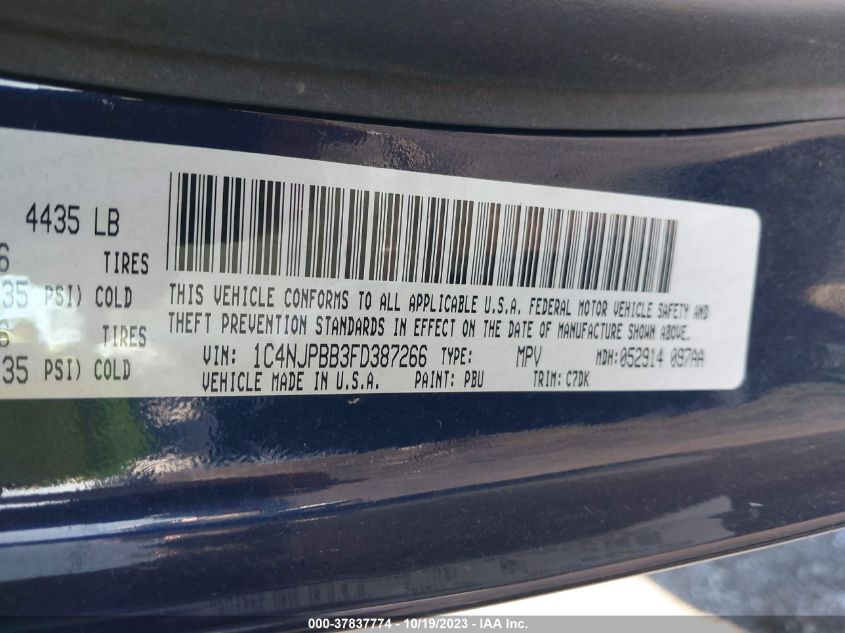 4435 LB
6 TIRES
35 PSI) COLD
6 TIRES
35 PSI) COLD
THIS VEHICLE CONFORMS TO ALL APPLICABLE U.S.A. FEDERAL MOTOR VEHICLE SAFETY AND
THEFT PREVENTION STANDARDS IN EFFECT ON THE DATE OF MANUFACTURE SHOWN ABOVE.
VIN: 1C4NJPBB3FD387266 TYPE: MPV MDH:052914 097AA
VEHICLE MADE IN U.S.A. PAINT: PBU TRIM: C7DK
000-37837774 - 10/19/2023 - IAA Inc.